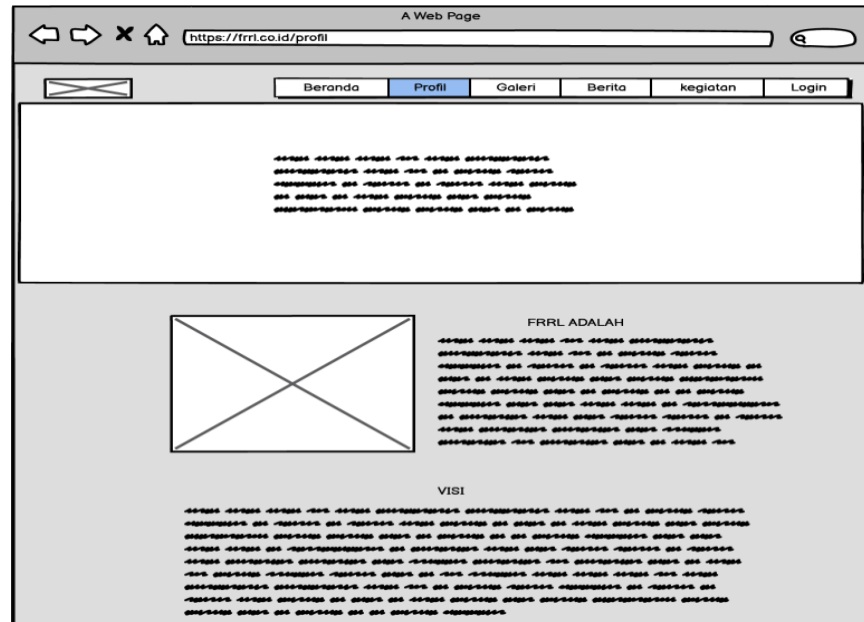 A Web Page
https://frrl.co.id/profil
Beranda Profil Galeri Berita kegiatan Login
FRRL ADALAH
VISI